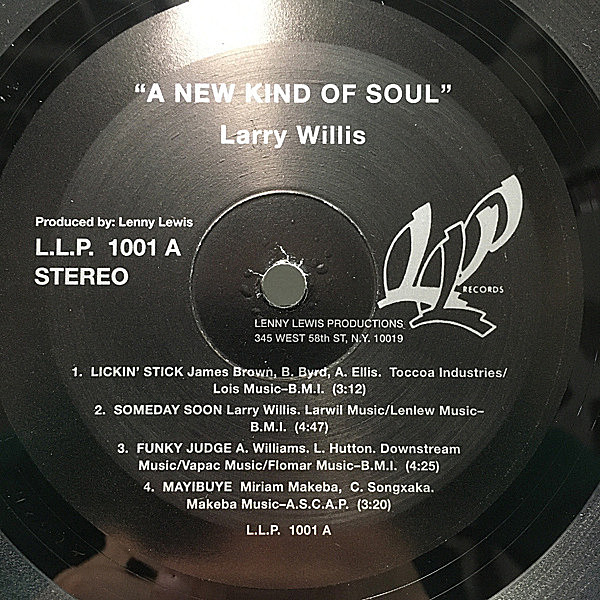 “A NEW KIND OF SOUL”
Larry Willis
Produced by: Lenny Lewis
L.L.P. 1001 A
STEREO
LLP
RECORDS
LENNY LEWIS PRODUCTIONS
345 WEST 58th ST, N.Y. 10019
1. LICKIN’ STICK James Brown, B. Byrd, A. Ellis. Toccoa Industries/
Lois Music–B.M.I. (3:12)
2. SOMEDAY SOON Larry Willis. Larwil Music/Lenlew Music–
B.M.I. (4:47)
3. FUNKY JUDGE A. Williams. L. Hutton. Downstream
Music/Vapac Music/Flomar Music–B.M.I. (4:25)
4. MAYIBUYE Miriam Makeba, C. Songxaka.
Makeba Music–A.S.C.A.P. (3:20)
L.L.P. 1001 A